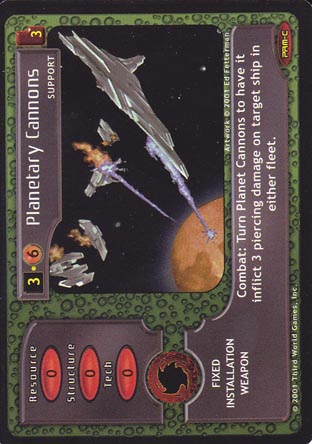 3
Planetary Cannons
SUPPORT
3 • 6
PRM-C
Artwork © 2001 Ed Fetterman
Resource
0
Structure
0
Tech
0
FIXED
INSTALLATION
WEAPON
Combat: Turn Planet Cannons to have it
inflict 3 piercing damage on target ship in
either fleet.
© 2001 Third World Games, Inc.